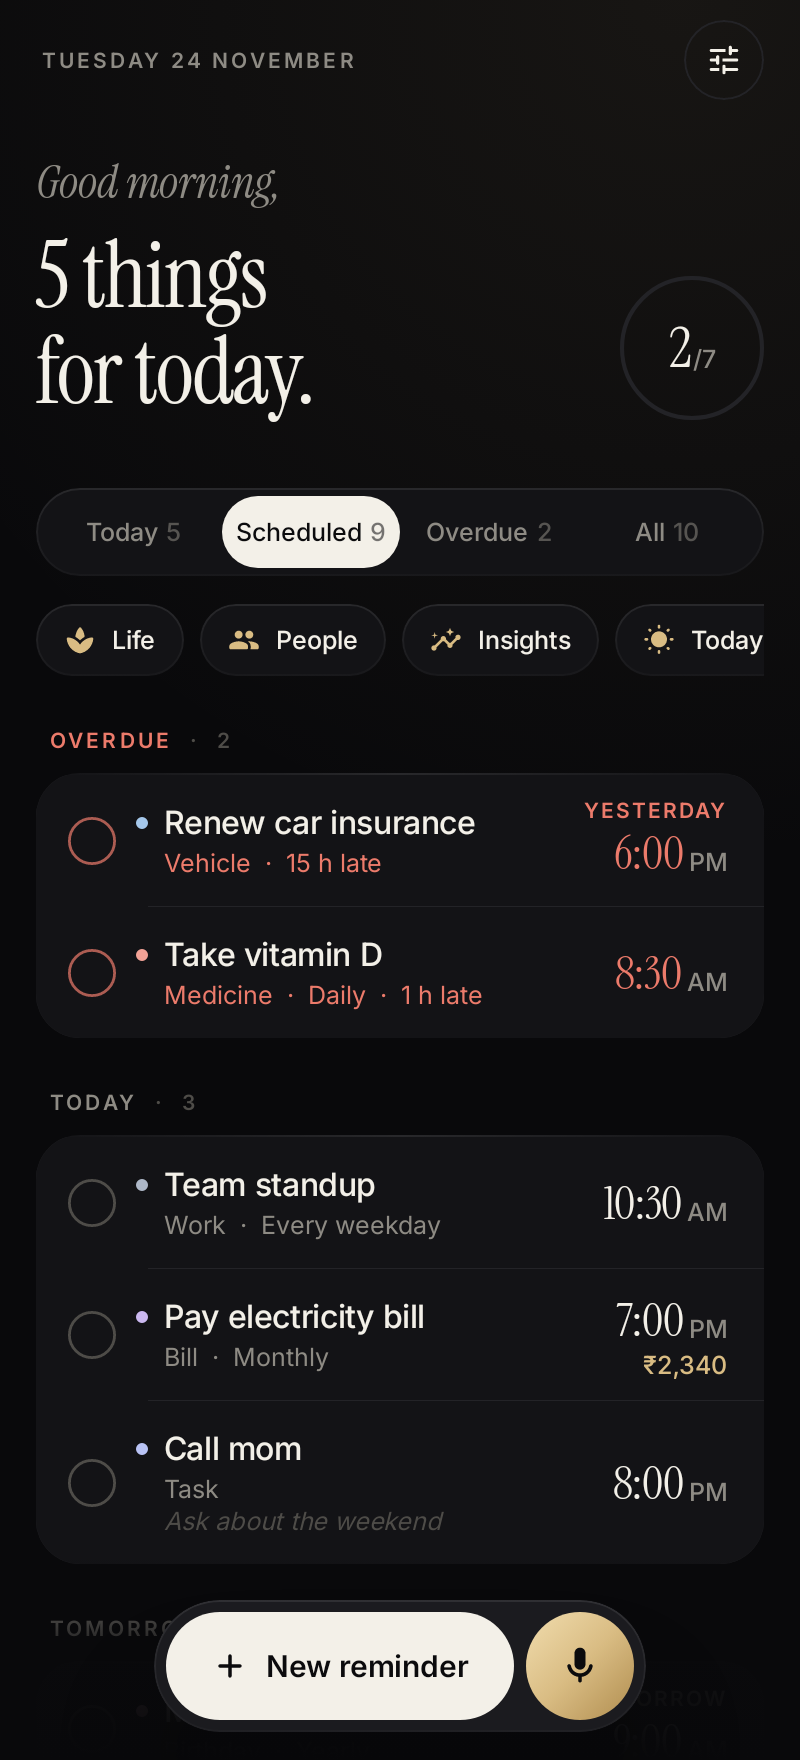 TUESDAY 24 NOVEMBER
Good morning,
5 things
for today.
2/7
Today 5 Scheduled 9 Overdue 2 All 10
Life People Insights Today
OVERDUE · 2
Renew car insurance
Vehicle · 15 h late
YESTERDAY
6:00 PM
Take vitamin D
Medicine · Daily · 1 h late
8:30 AM
TODAY · 3
Team standup
Work · Every weekday
10:30 AM
Pay electricity bill
Bill · Monthly
7:00 PM
₹2,340
Call mom
Task
Ask about the weekend
8:00 PM
+ New reminder